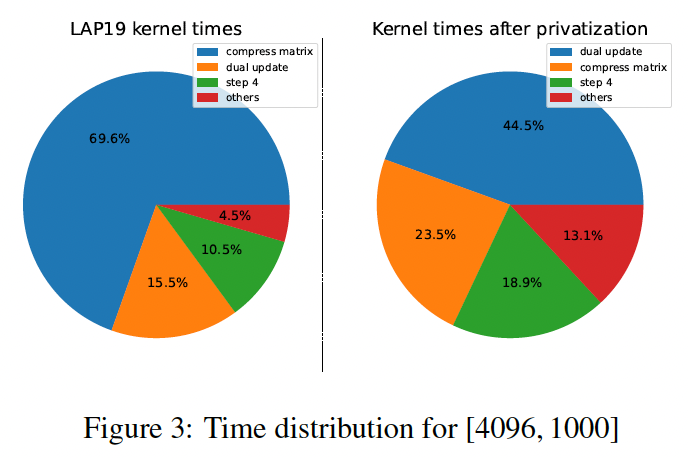 LAP19 kernel times
compress matrix
dual update
step 4
others
69.6%
4.5%
10.5%
15.5%
Kernel times after privatization
dual update
compress matrix
step 4
others
44.5%
23.5%
13.1%
18.9%
Figure 3: Time distribution for [4096, 1000]